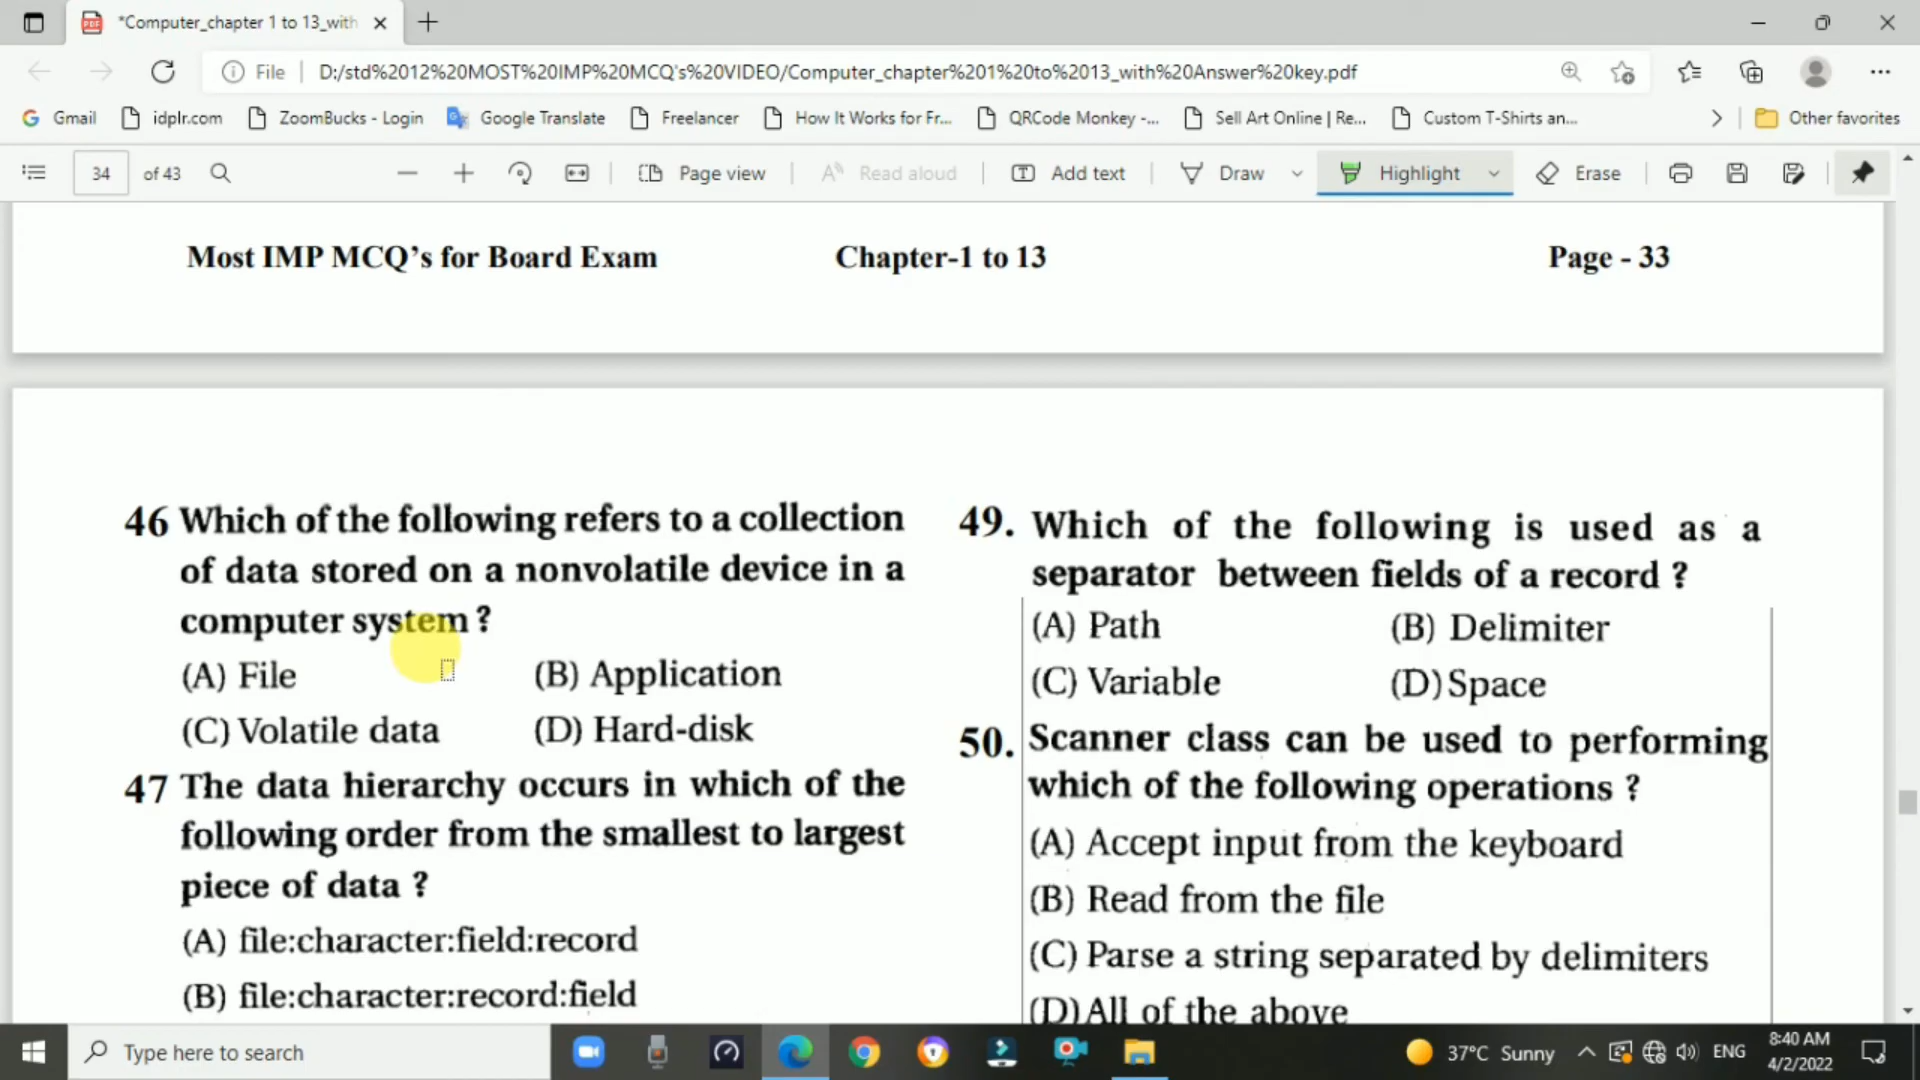 *Computer_chapter 1 to 13_with
File
D:/std%2012%20MOST%20IMP%20MCQ's%20VIDEO/Computer_chapter%201%20to%2013_with%20Answer%20key.pdf
Gmail
idplr.com
ZoomBucks - Login
Google Translate
Freelancer
How It Works for Fr...
QRCode Monkey -...
Sell Art Online | Re...
Custom T-Shirts an...
Other favorites
34 of 43
Page view
Read aloud
Add text
Draw
Highlight
Erase
Most IMP MCQ's for Board Exam
Chapter-1 to 13
Page - 33
46 Which of the following refers to a collection
of data stored on a nonvolatile device in a
computer system ?
(A) File
(B) Application
(C) Volatile data
(D) Hard-disk
47 The data hierarchy occurs in which of the
following order from the smallest to largest
piece of data ?
(A) file:character:field:record
(B) file:character:record:field
49. Which of the following is used as a
separator between fields of a record ?
(A) Path
(B) Delimiter
(C) Variable
(D) Space
50. Scanner class can be used to performing
which of the following operations ?
(A) Accept input from the keyboard
(B) Read from the file
(C) Parse a string separated by delimiters
(D) All of the above
Type here to search
37°C Sunny
ENG
8:40 AM
4/2/2022